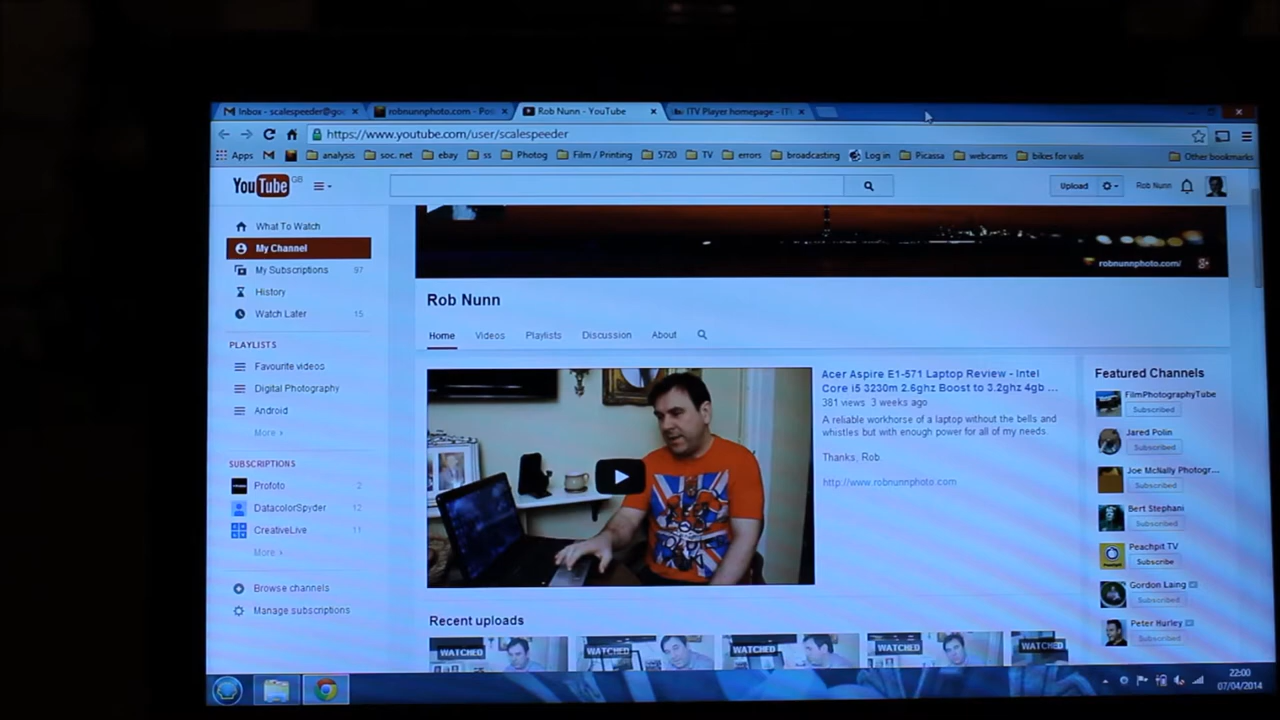 Inbox - scalespeeder@goo
robnunnphoto.com - Pos
Rob Nunn - YouTube
ITV Player homepage - IT
https://www.youtube.com/user/scalespeeder
Apps
analysis
soc. net
ebay
ss
Photog
Film / Printing
5720
TV
errors
broadcasting
Log in
Picassa
webcams
bikes for vals
Other bookmarks
YouTube GB
Upload
Rob Nunn
What To Watch
My Channel
My Subscriptions 97
History
Watch Later 15
PLAYLISTS
Favourite videos
Digital Photography
Android
More ›
SUBSCRIPTIONS
Profoto 2
DatacolorSpyder 12
CreativeLive 11
More ›
Browse channels
Manage subscriptions
robnunnphoto.com/
Rob Nunn
Home Videos Playlists Discussion About
Acer Aspire E1-571 Laptop Review - Intel
Core i5 3230m 2.6ghz Boost to 3.2ghz 4gb ...
381 views 3 weeks ago
A reliable workhorse of a laptop without the bells and
whistles but with enough power for all of my needs.
Thanks, Rob.
http://www.robnunnphoto.com
Recent uploads
WATCHED
WATCHED
WATCHED
WATCHED
WATCHED
Featured Channels
FilmPhotographyTube
Subscribed
Jared Polin
Subscribed
Joe McNally Photogr...
Subscribed
Bert Stephani
Subscribed
Peachpit TV
Subscribe
Gordon Laing
Subscribed
Peter Hurley
Subscribed
22:00
07/04/2014